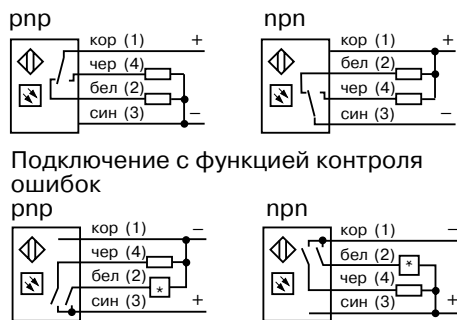 pnp npn
кор (1) + кор (1) +
чер (4) бел (2)
бел (2) чер (4)
син (3) – син (3) –
Подключение с функцией контроля
ошибок
pnp npn
кор (1) – кор (1) –
чер (4) бел (2) *
бел (2) * чер (4)
син (3) + син (3) +